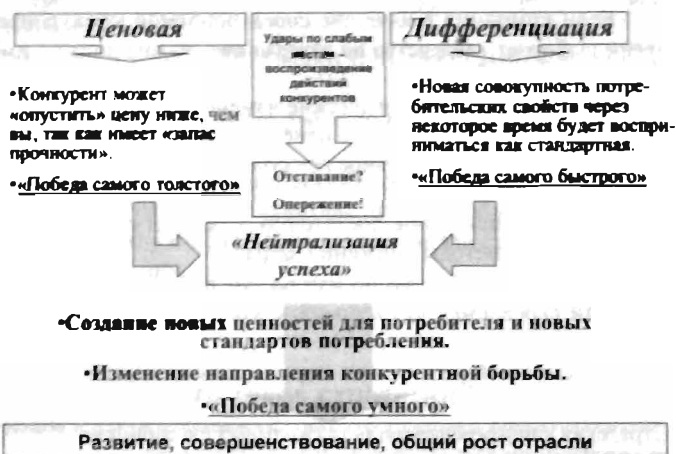 Ценовая
Удары по слабым
местам
воспроизведение
действий
конкурентов
Дифференциация
•Конкурент может
«опустить» цену ниже, чем
вы, так как имеет «запас
прочности».
•«Победа самого толстого»
•Новая совокупность потре-
бительских свойств через
некоторое время будет воспри-
ниматься как стандартная.
•«Победа самого быстрого»
Отставание?
Опережение!
«Нейтрализация
успеха»
•Создание новых ценностей для потребителя и новых
стандартов потребления.
•Изменение направления конкурентной борьбы.
•«Победа самого умного»
Развитие, совершенствование, общий рост отрасли